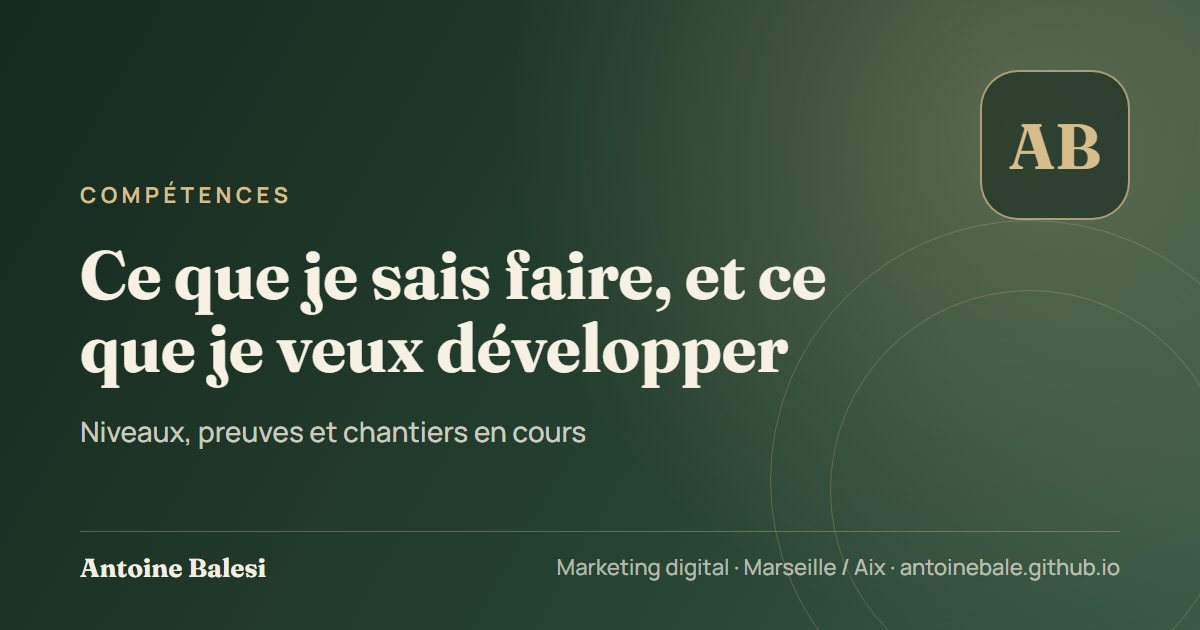 AB
COMPÉTENCES
Ce que je sais faire, et ce
que je veux développer
Niveaux, preuves et chantiers en cours
Antoine Balesi
Marketing digital · Marseille / Aix · antoinebale.github.io